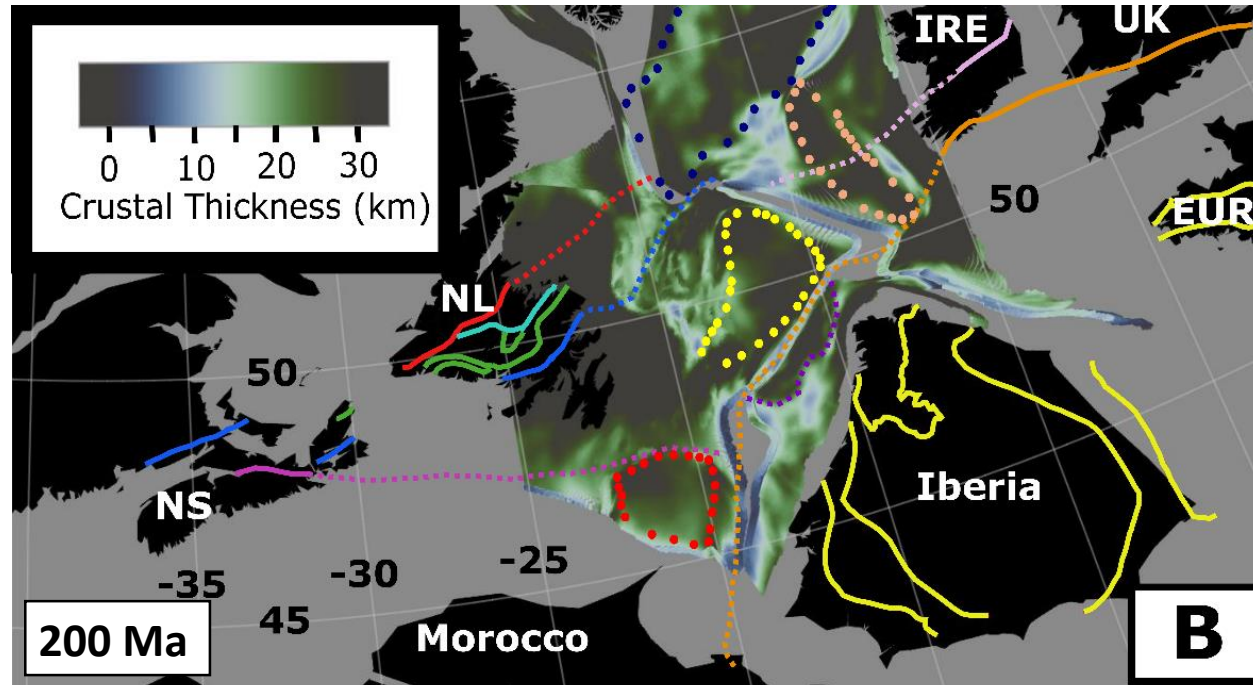 0 10 20 30
Crustal Thickness (km)
IRE
UK
50
EUR
NL
50
Iberia
NS
-25
-30
-35
45
Morocco
200 Ma
B